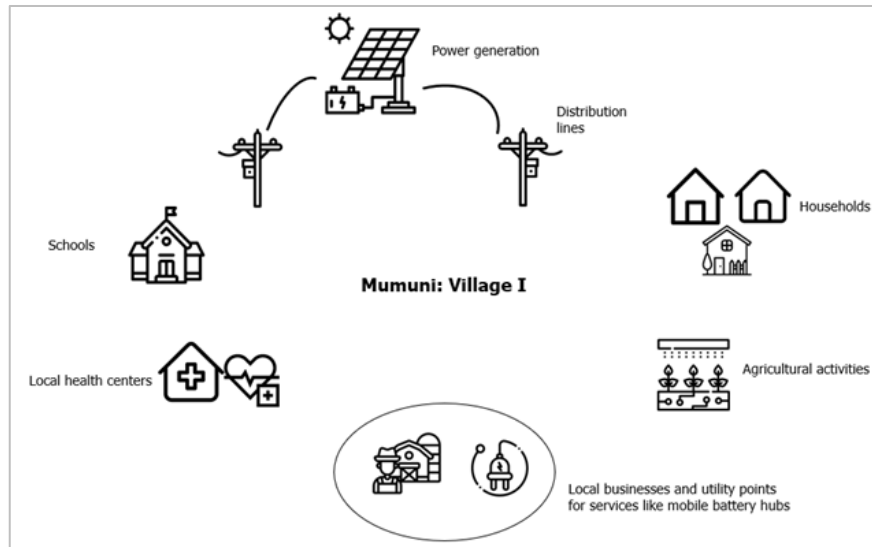 Power generation
Distribution
lines
Households
Schools
Mumuni: Village I
Local health centers
Agricultural activities
Local businesses and utility points
for services like mobile battery hubs